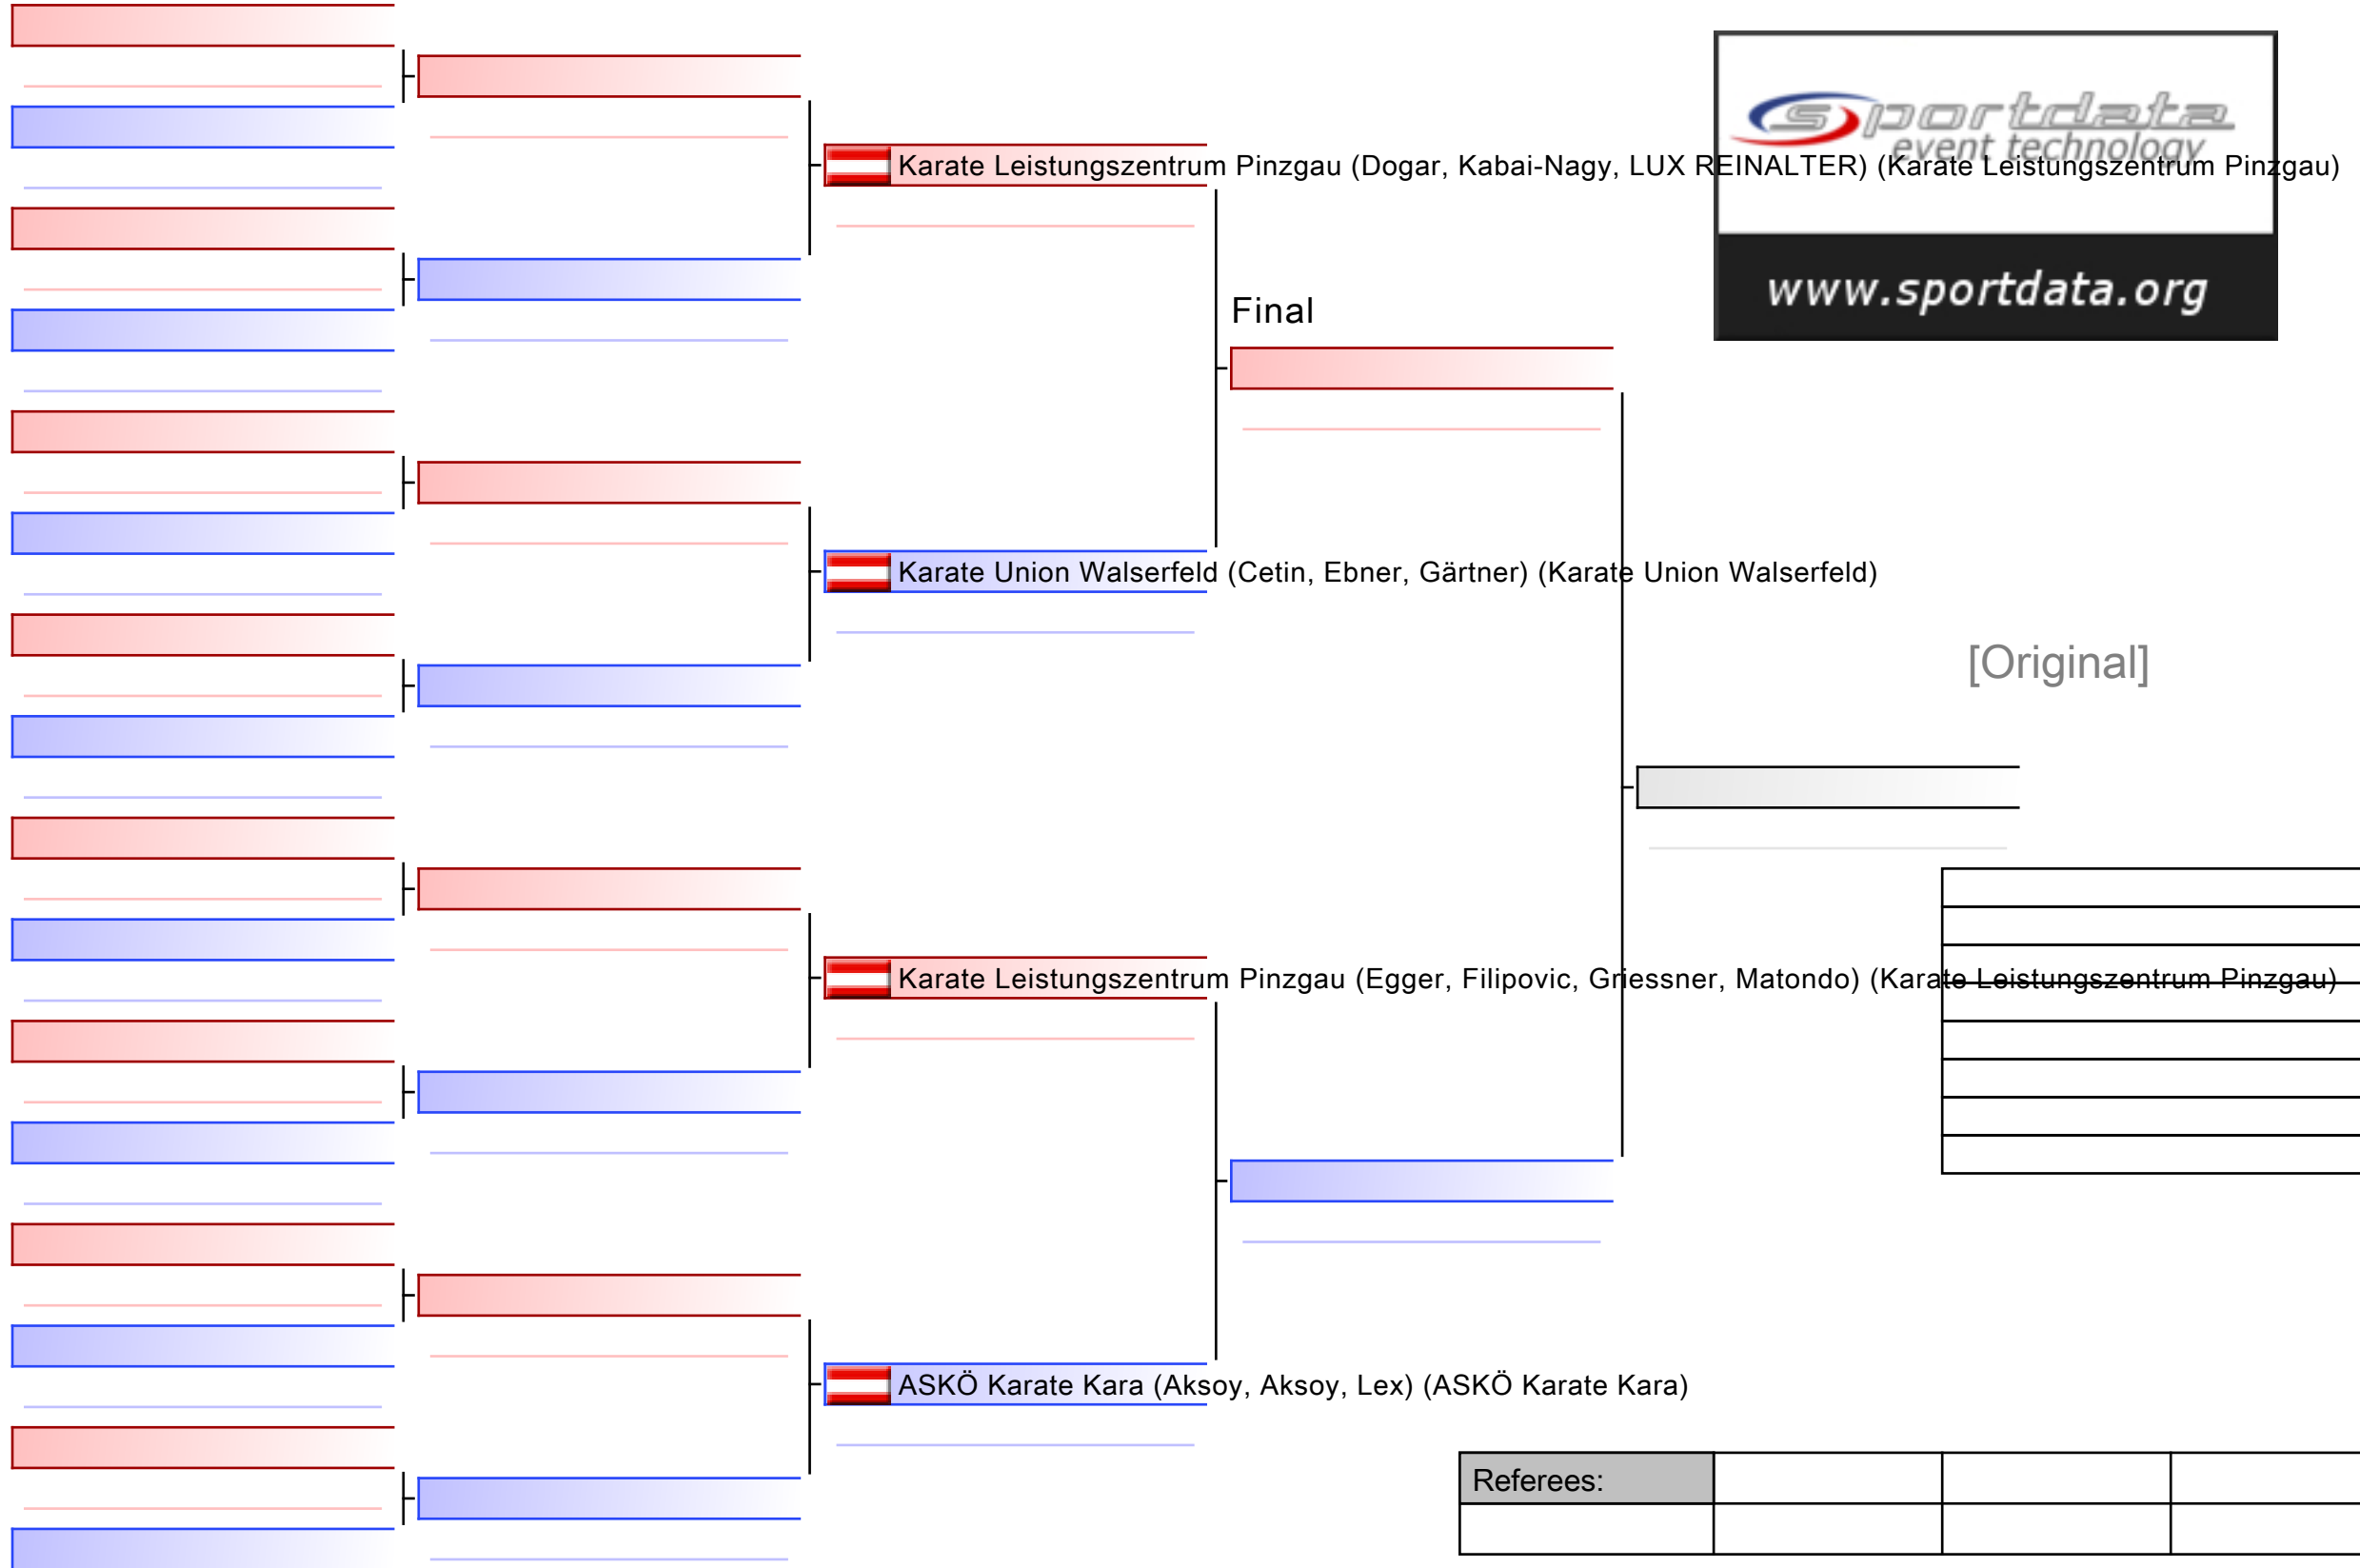 sportdata
event technology
Karate Leistungszentrum Pinzgau (Dogar, Kabai-Nagy, LUX REINALTER) (Karate Leistungszentrum Pinzgau)
www.sportdata.org
Final
Karate Union Walserfeld (Cetin, Ebner, Gärtner) (Karate Union Walserfeld)
[Original]
Karate Leistungszentrum Pinzgau (Egger, Filipovic, Griessner, Matondo) (Karate Leistungszentrum Pinzgau)
ASKÖ Karate Kara (Aksoy, Aksoy, Lex) (ASKÖ Karate Kara)
Referees: